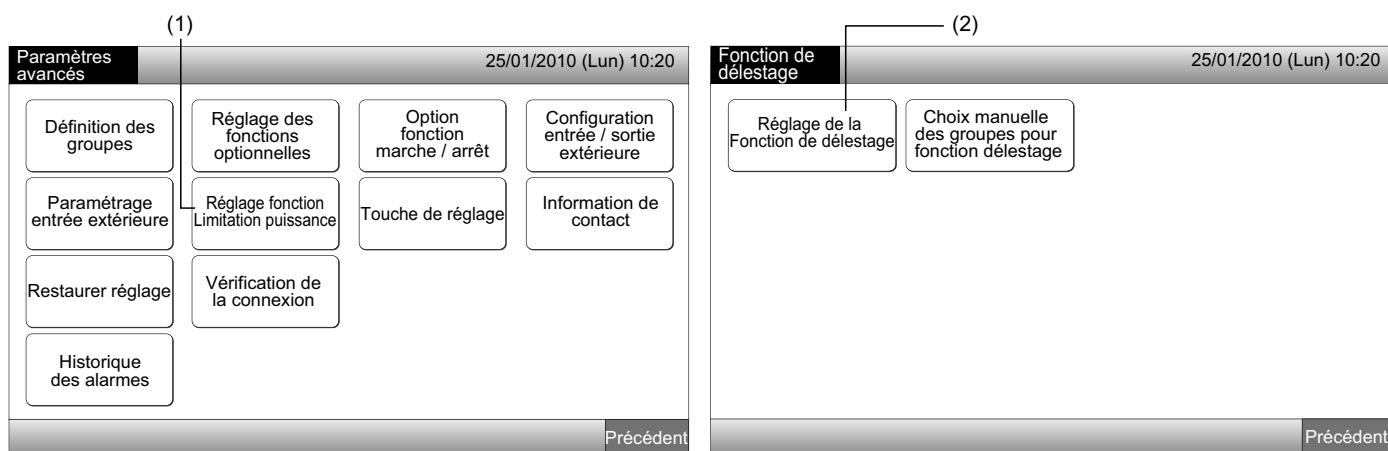 (1)
Paramètres
avancés
25/01/2010 (Lun) 10:20
Définition des
groupes
Réglage des
fonctions
optionnelles
Option
fonction
marche / arrêt
Configuration
entrée / sortie
extérieure
Paramétrage
entrée extérieure
Réglage fonction
Limitation puissance
Touche de réglage
Information de
contact
Restaurer réglage
Vérification de
la connexion
Historique
des alarmes
Précédent
(2)
Fonction de
délestage
25/01/2010 (Lun) 10:20
Réglage de la
Fonction de délestage
Choix manuelle
des groupes pour
fonction délestage
Précédent